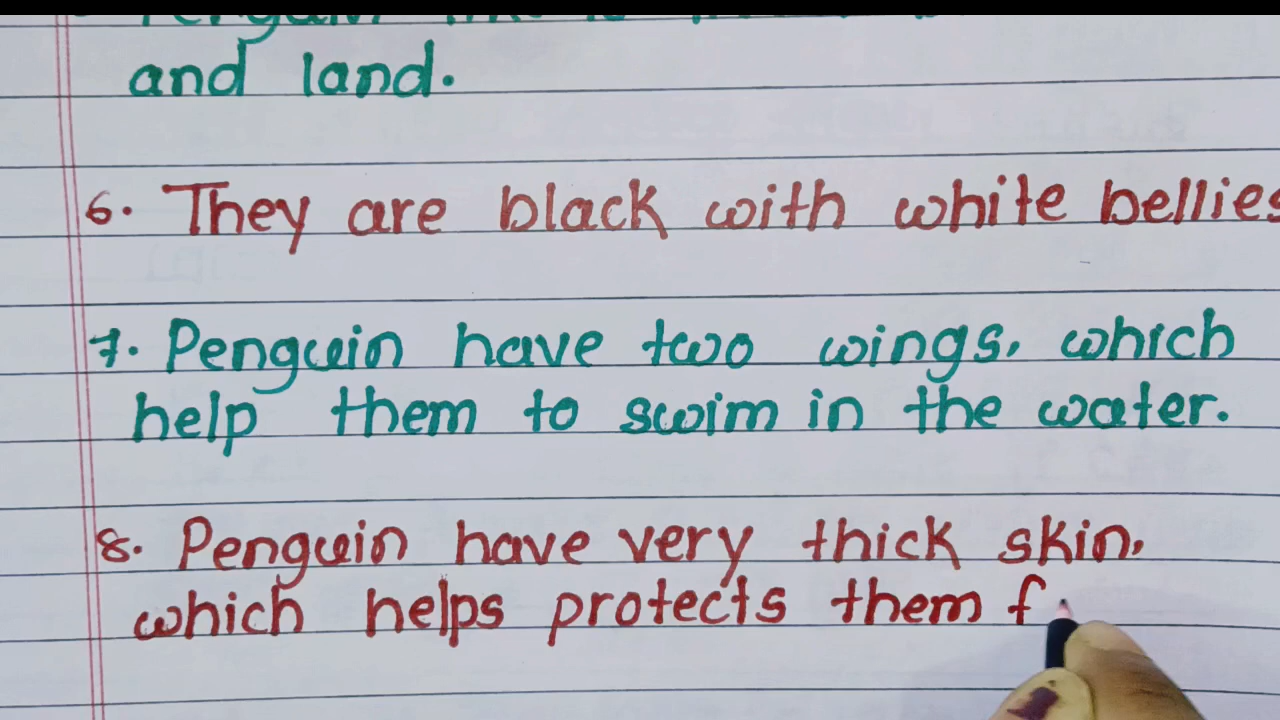 and land.
6. They are black with white bellies
7. Penguin have two wings, which
help them to swim in the water.
8. Penguin have very thick skin,
which helps protects them f